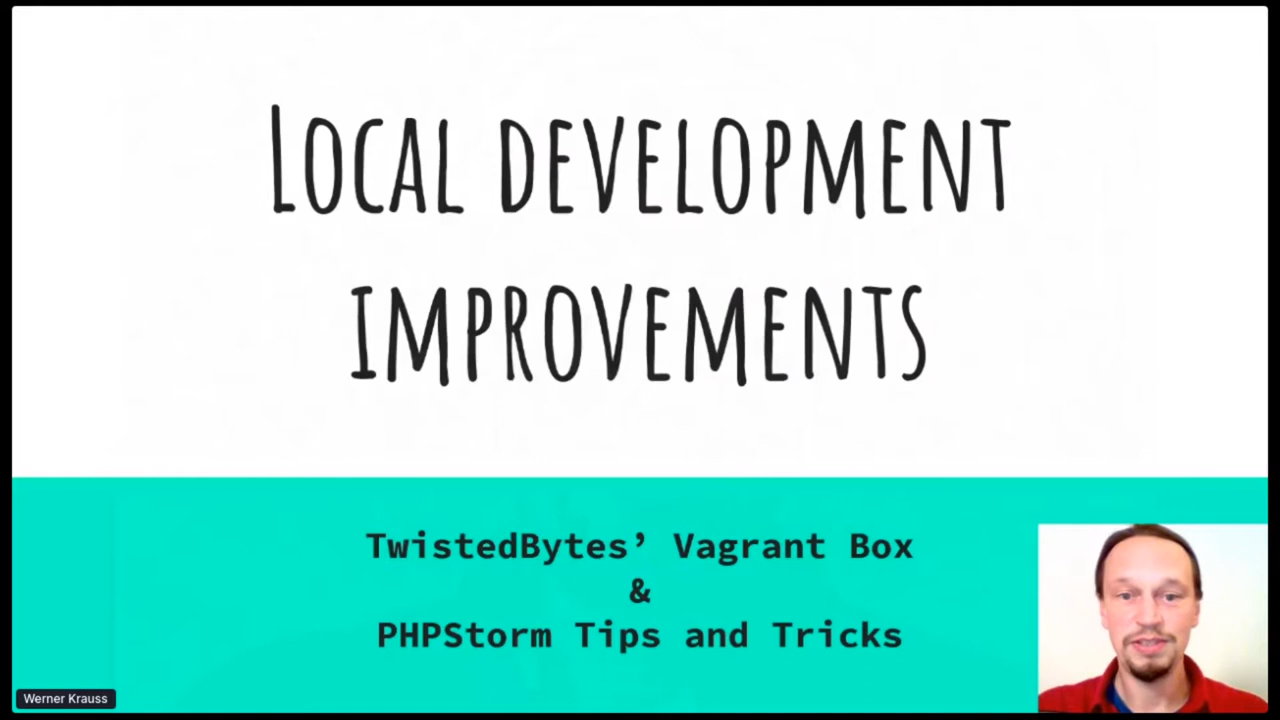 Local development
improvements
TwistedBytes’ Vagrant Box
&
PHPStorm Tips and Tricks
Werner Krauss